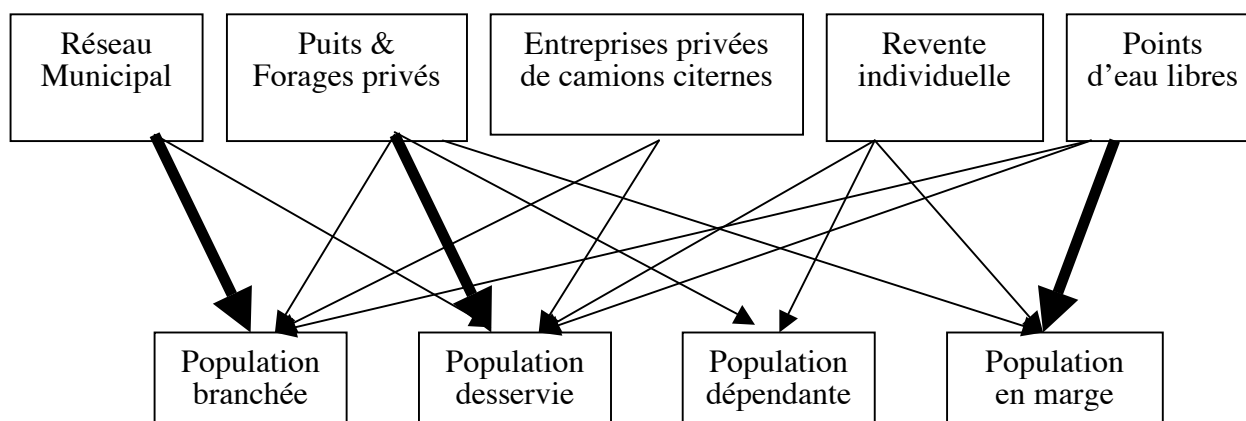 Réseau
Municipal
Puits &
Forages privés
Entreprises privées
de camions citernes
Revente
individuelle
Points
d’eau libres
Population
branchée
Population
desservie
Population
dépendante
Population
en marge